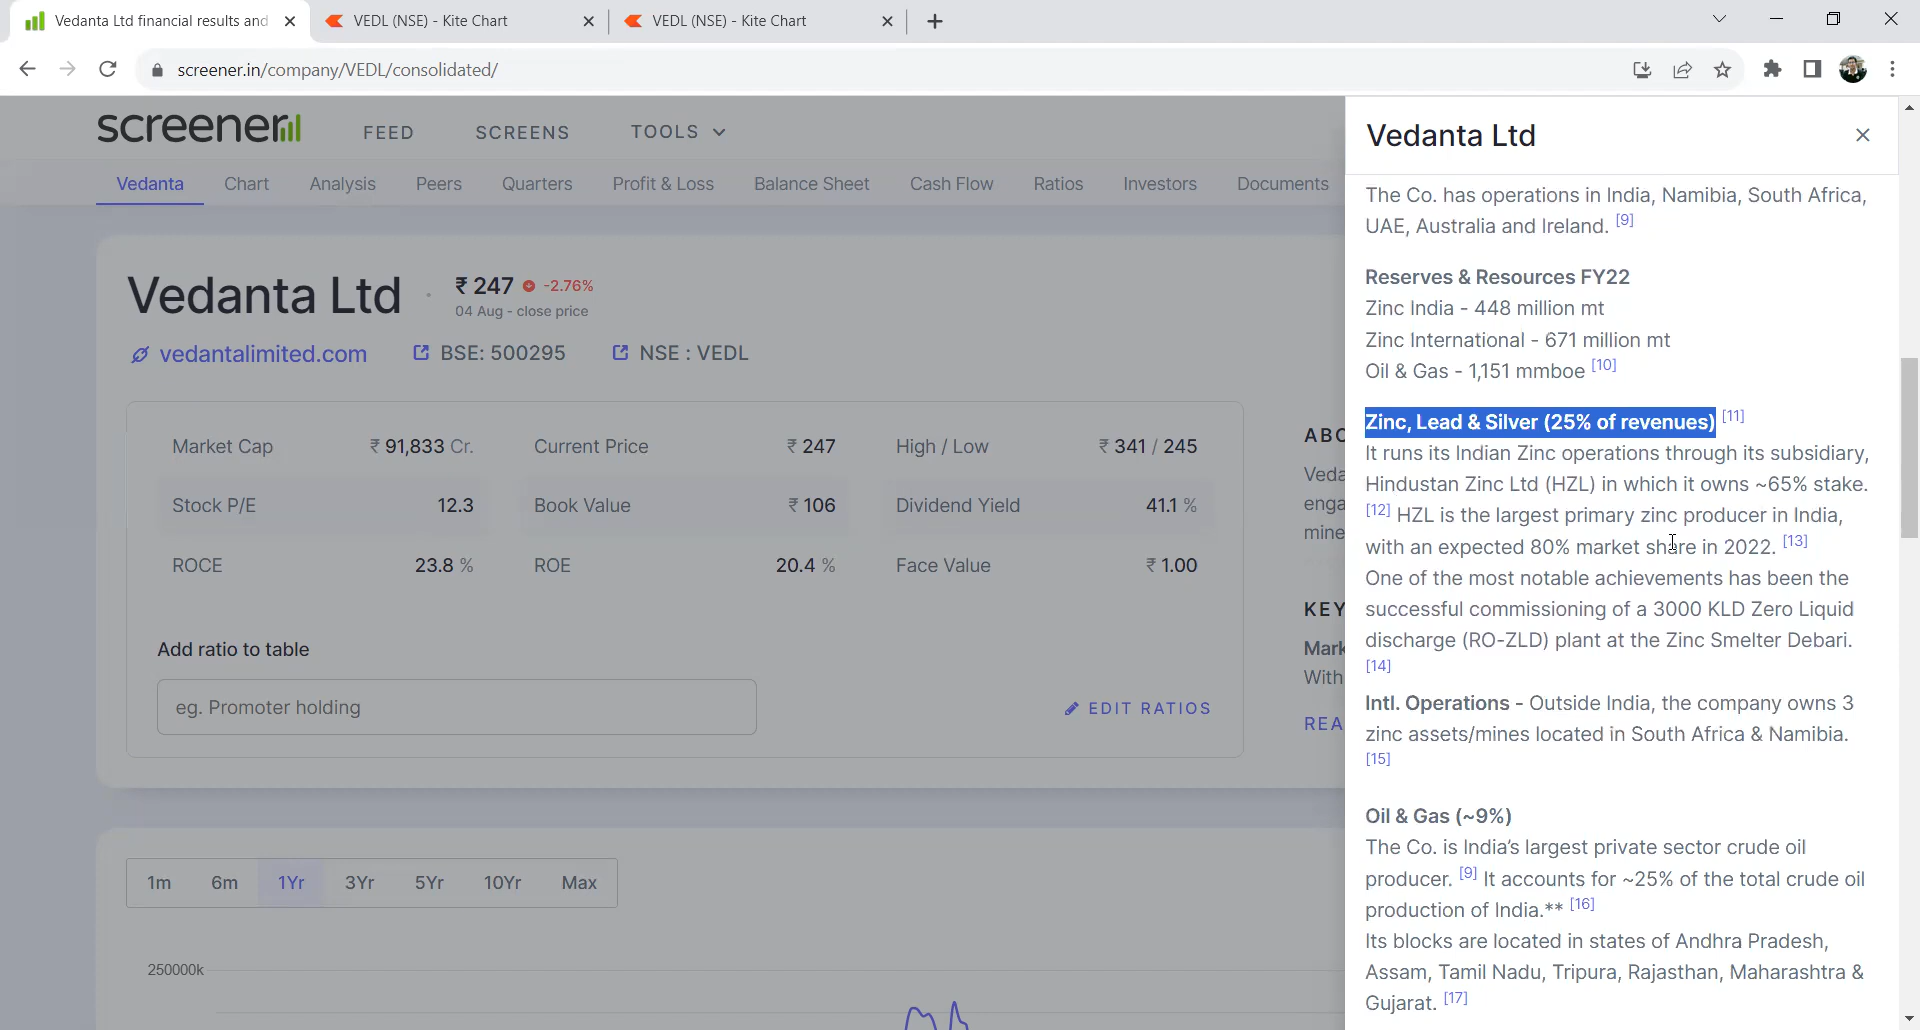 Vedanta Ltd financial results and
VEDL (NSE) - Kite Chart
VEDL (NSE) - Kite Chart
screener.in/company/VEDL/consolidated/
screener
FEED
SCREENS
TOOLS
Vedanta
Chart
Analysis
Peers
Quarters
Profit & Loss
Balance Sheet
Cash Flow
Ratios
Investors
Documents
Vedanta Ltd
₹ 247 -2.76%
04 Aug - close price
vedantalimited.com
BSE: 500295
NSE : VEDL
Market Cap ₹ 91,833 Cr.
Current Price ₹ 247
High / Low ₹ 341 / 245
Stock P/E 12.3
Book Value ₹ 106
Dividend Yield 41.1 %
ROCE 23.8 %
ROE 20.4 %
Face Value ₹ 1.00
Add ratio to table
eg. Promoter holding
EDIT RATIOS
ABO
Veda
enga
mine
KEY
Mark
With
REA
1m
6m
1Yr
3Yr
5Yr
10Yr
Max
250000k
Vedanta Ltd
The Co. has operations in India, Namibia, South Africa,
UAE, Australia and Ireland. [9]
Reserves & Resources FY22
Zinc India - 448 million mt
Zinc International - 671 million mt
Oil & Gas - 1,151 mmboe [10]
Zinc, Lead & Silver (25% of revenues) [11]
It runs its Indian Zinc operations through its subsidiary,
Hindustan Zinc Ltd (HZL) in which it owns ~65% stake.
[12] HZL is the largest primary zinc producer in India,
with an expected 80% market share in 2022. [13]
One of the most notable achievements has been the
successful commissioning of a 3000 KLD Zero Liquid
discharge (RO-ZLD) plant at the Zinc Smelter Debari.
[14]
Intl. Operations - Outside India, the company owns 3
zinc assets/mines located in South Africa & Namibia.
[15]
Oil & Gas (~9%)
The Co. is India's largest private sector crude oil
producer. [9] It accounts for ~25% of the total crude oil
production of India.** [16]
Its blocks are located in states of Andhra Pradesh,
Assam, Tamil Nadu, Tripura, Rajasthan, Maharashtra &
Gujarat. [17]